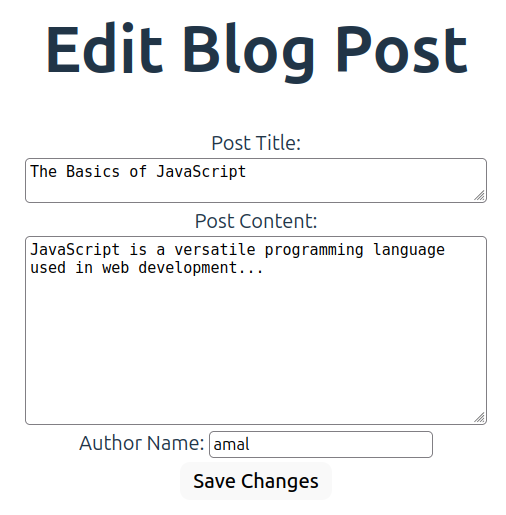 Edit Blog Post
Post Title:
The Basics of JavaScript
Post Content:
JavaScript is a versatile programming language
used in web development...
Author Name: amal
Save Changes